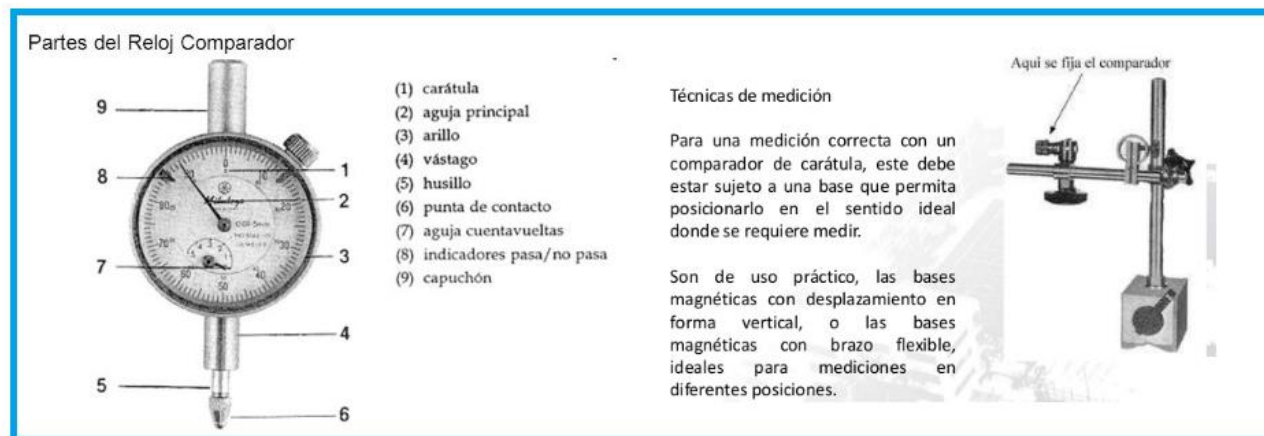 Partes del Reloj Comparador
9
8
7
5
1
2
3
4
6
0
10
20
30
40
50
60
70
80
90
Mitutoyo
(1) carátula
(2) aguja principal
(3) arillo
(4) vástago
(5) husillo
(6) punta de contacto
(7) aguja cuentavueltas
(8) indicadores pasa/no pasa
(9) capuchón
Técnicas de medición
Para una medición correcta con un
comparador de carátula, este debe
estar sujeto a una base que permita
posicionarlo en el sentido ideal
donde se requiere medir.
Son de uso práctico, las bases
magnéticas con desplazamiento en
forma vertical, o las bases
magnéticas con brazo flexible,
ideales para mediciones en
diferentes posiciones.
Aqui se fija el comparador